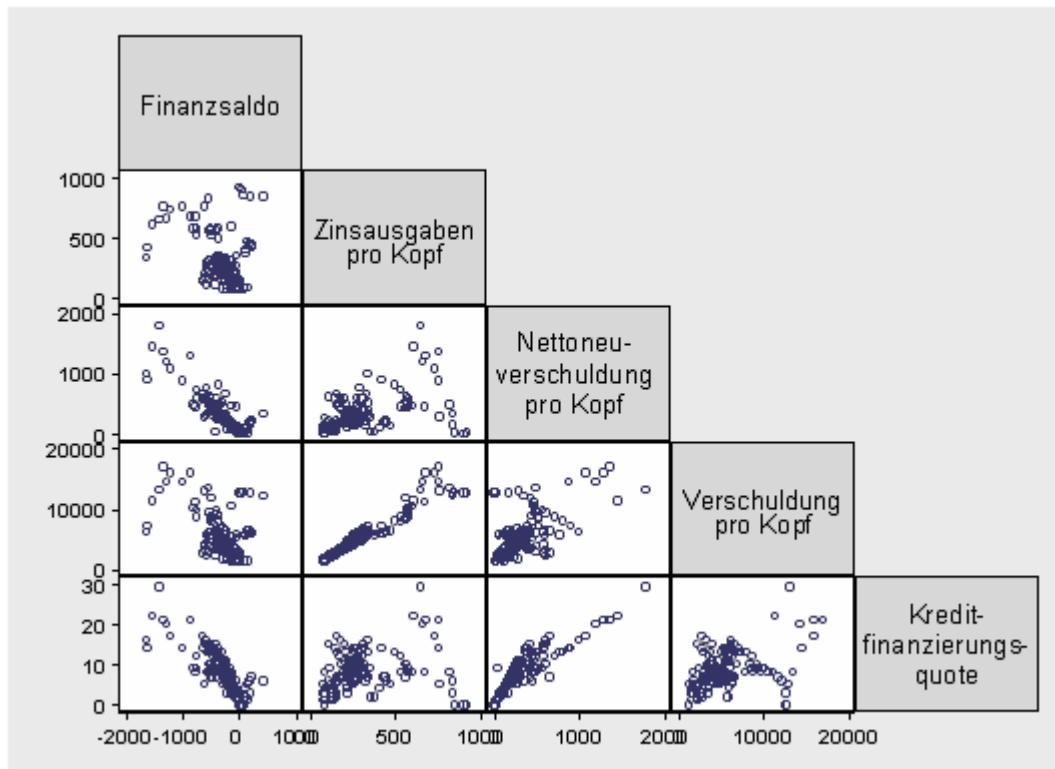 Finanzsaldo
1000
500
0
Zinsausgaben
pro Kopf
2000
1000
0
Nettoneu-
verschuldung
pro Kopf
20000
10000
0
Verschuldung
pro Kopf
30
20
10
0
Kredit-
finanzierungs-
quote
-2000 -1000 0 1000 500 1000 1000 2000 10000 20000